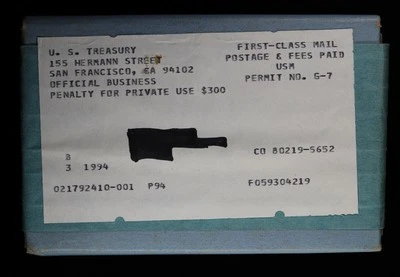 U. S. TREASURY
155 HERMANN STREET
SAN FRANCISCO, CA 94102
OFFICIAL BUSINESS
PENALTY FOR PRIVATE USE $300
FIRST-CLASS MAIL
POSTAGE & FEES PAID
USM
PERMIT NO. G-7
2
3 1994
CO 80219-5652
021792410-001 P94
F059304219